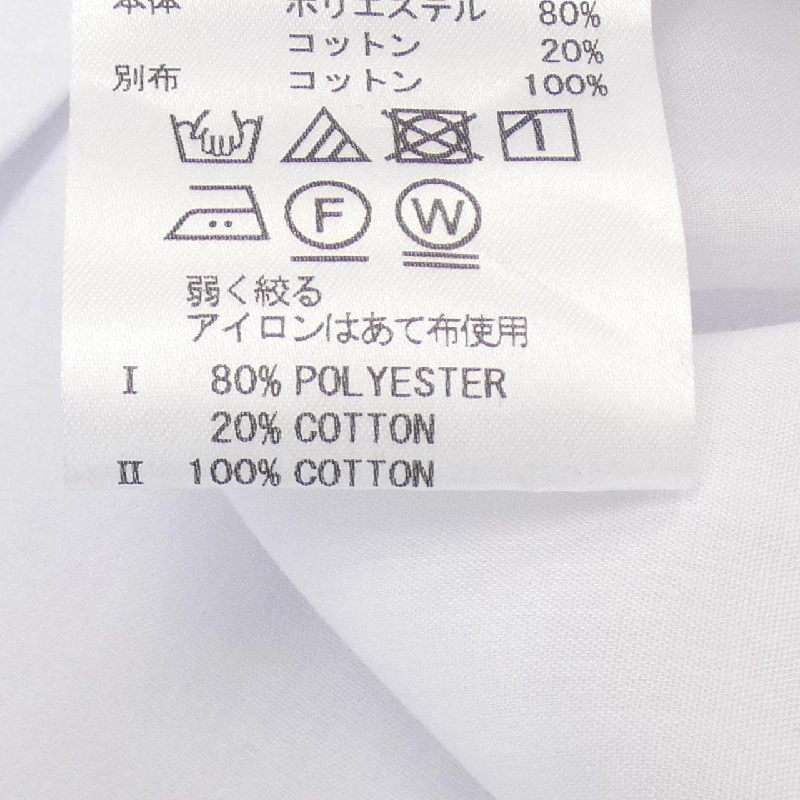 本体 ポリエステル 80%
コットン 20%
別布 コットン 100%
F W
弱く絞る
アイロンはあて布使用
I 80% POLYESTER
20% COTTON
II 100% COTTON